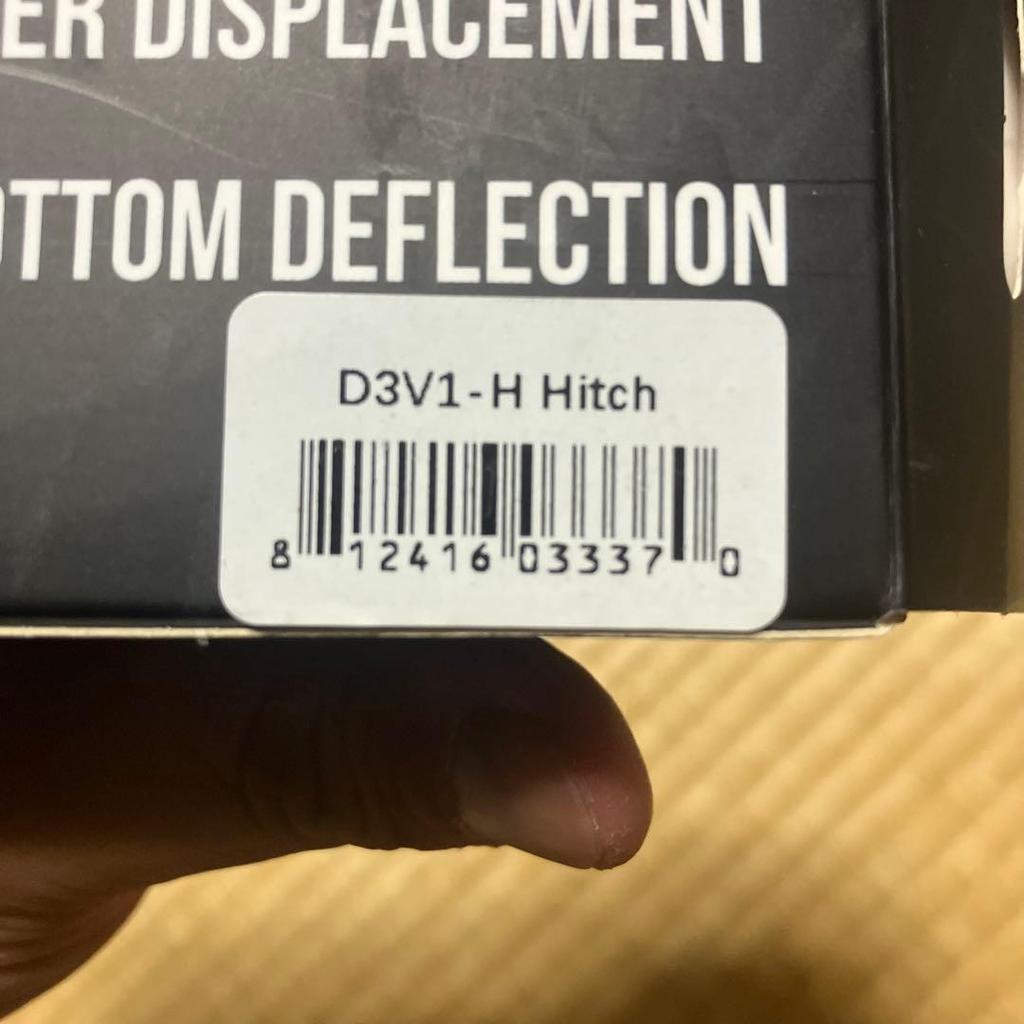 ER DISPLACEMENT
OTTOM DEFLECTION
D3V1-H Hitch
8 12416 03337 0